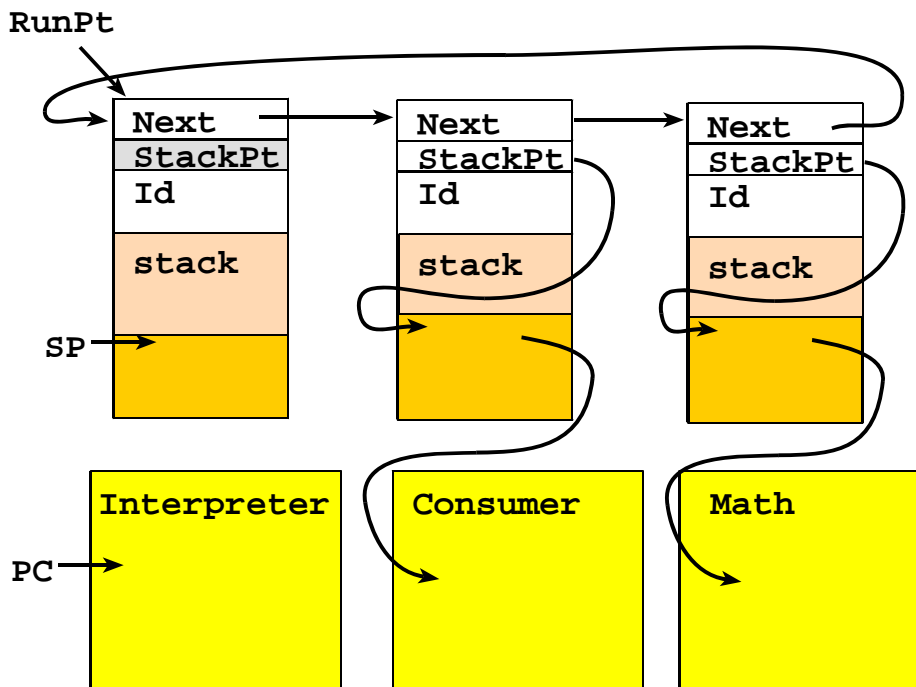 RunPt
Next
StackPt
Id
stack
SP
Next
StackPt
Id
stack
Next
StackPt
Id
stack
Interpreter
PC
Consumer
Math